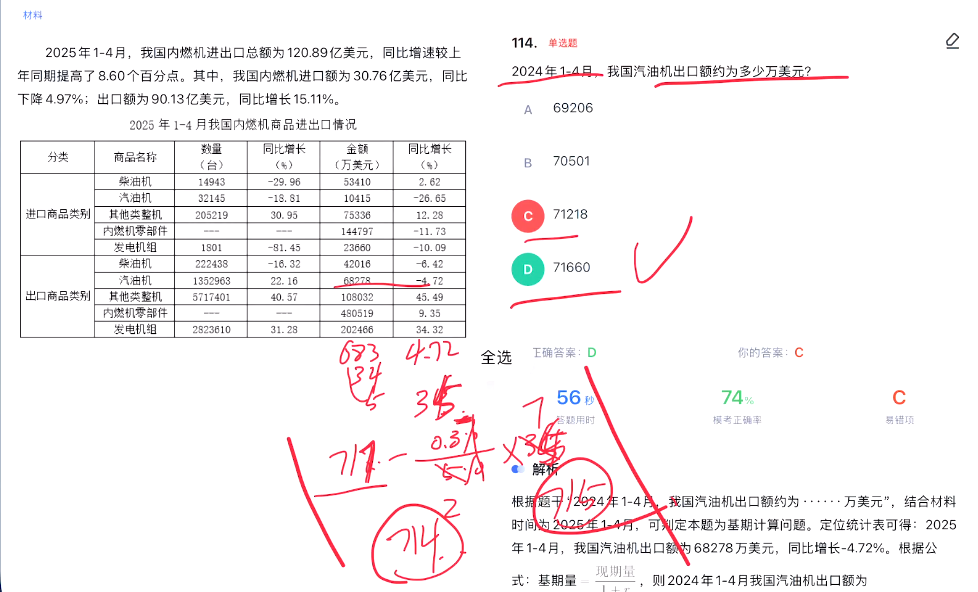 材料
2025年1-4月，我国内燃机进出口总额为120.89亿美元，同比增速较上
年同期提高了8.60个百分点。其中，我国内燃机进口额为30.76亿美元，同比
下降4.97%；出口额为90.13亿美元，同比增长15.11%。
2025 年 1-4 月我国内燃机商品进出口情况
分类 商品名称 数量（台） 同比增长（%） 金额（万美元） 同比增长（%）
进口商品类别 柴油机 14943 -29.96 53410 2.62
汽油机 32145 -18.81 10415 -26.65
其他类整机 205219 30.95 75336 12.28
内燃机零部件 --- --- 144797 -11.73
发电机组 1801 -81.45 23660 -10.09
出口商品类别 柴油机 222438 -16.32 42016 -6.42
汽油机 1352963 22.16 68278 -4.72
其他类整机 5717401 40.57 108032 45.49
内燃机零部件 --- --- 480519 9.35
发电机组 2823610 31.28 202466 34.32
683 4.72
34
5
114. 单选题
2024年1-4月，我国汽油机出口额约为多少万美元?
A 69206
B 70501
C 71218
D 71660
全选
正确答案：D
你的答案：C
56秒
答题用时
74%
模考正确率
C
易错项
解析
715
714
2
根据题干“2024年1-4月，我国汽油机出口额约为······万美元”，结合材料
时间为2025年1-4月，可判定本题为基期计算问题。定位统计表可得：2025
年1-4月，我国汽油机出口额为68278万美元，同比增长-4.72%。根据公
式：基期量=现期量/1+r，则2024年1-4月我国汽油机出口额为